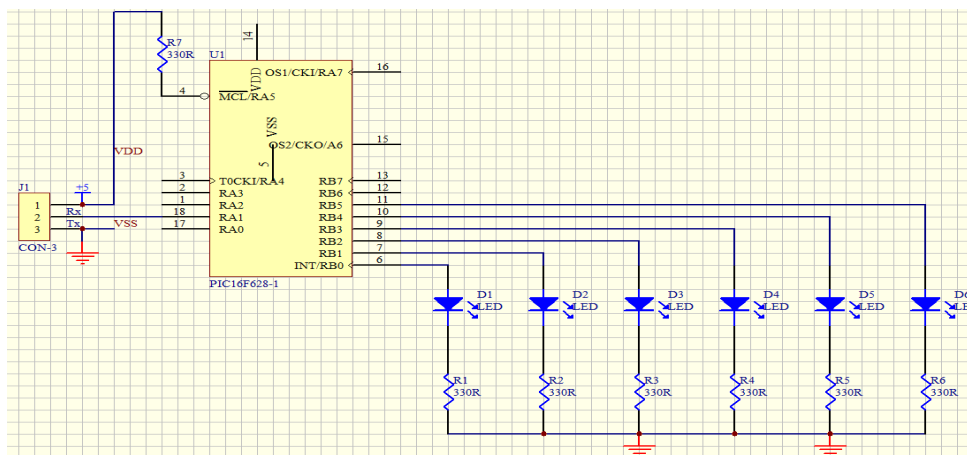 14
R7
330R
U1
VDD
OS1/CKI/RA7
16
4
MCL/RA5
VSS
OS2/CKO/A6
15
5
VDD
3
T0CKI/RA4
RB7
13
J1
+5
2
RA3
RB6
12
1
1
RA2
RB5
11
2
Rx
18
RA1
RB4
10
3
Tx
VSS
17
RA0
RB3
9
RB2
8
CON-3
RB1
7
INT/RB0
6
PIC16F628-1
D1
LED
D2
LED
D3
LED
D4
LED
D5
LED
D6
LE
R1
330R
R2
330R
R3
330R
R4
330R
R5
330R
R6
330R